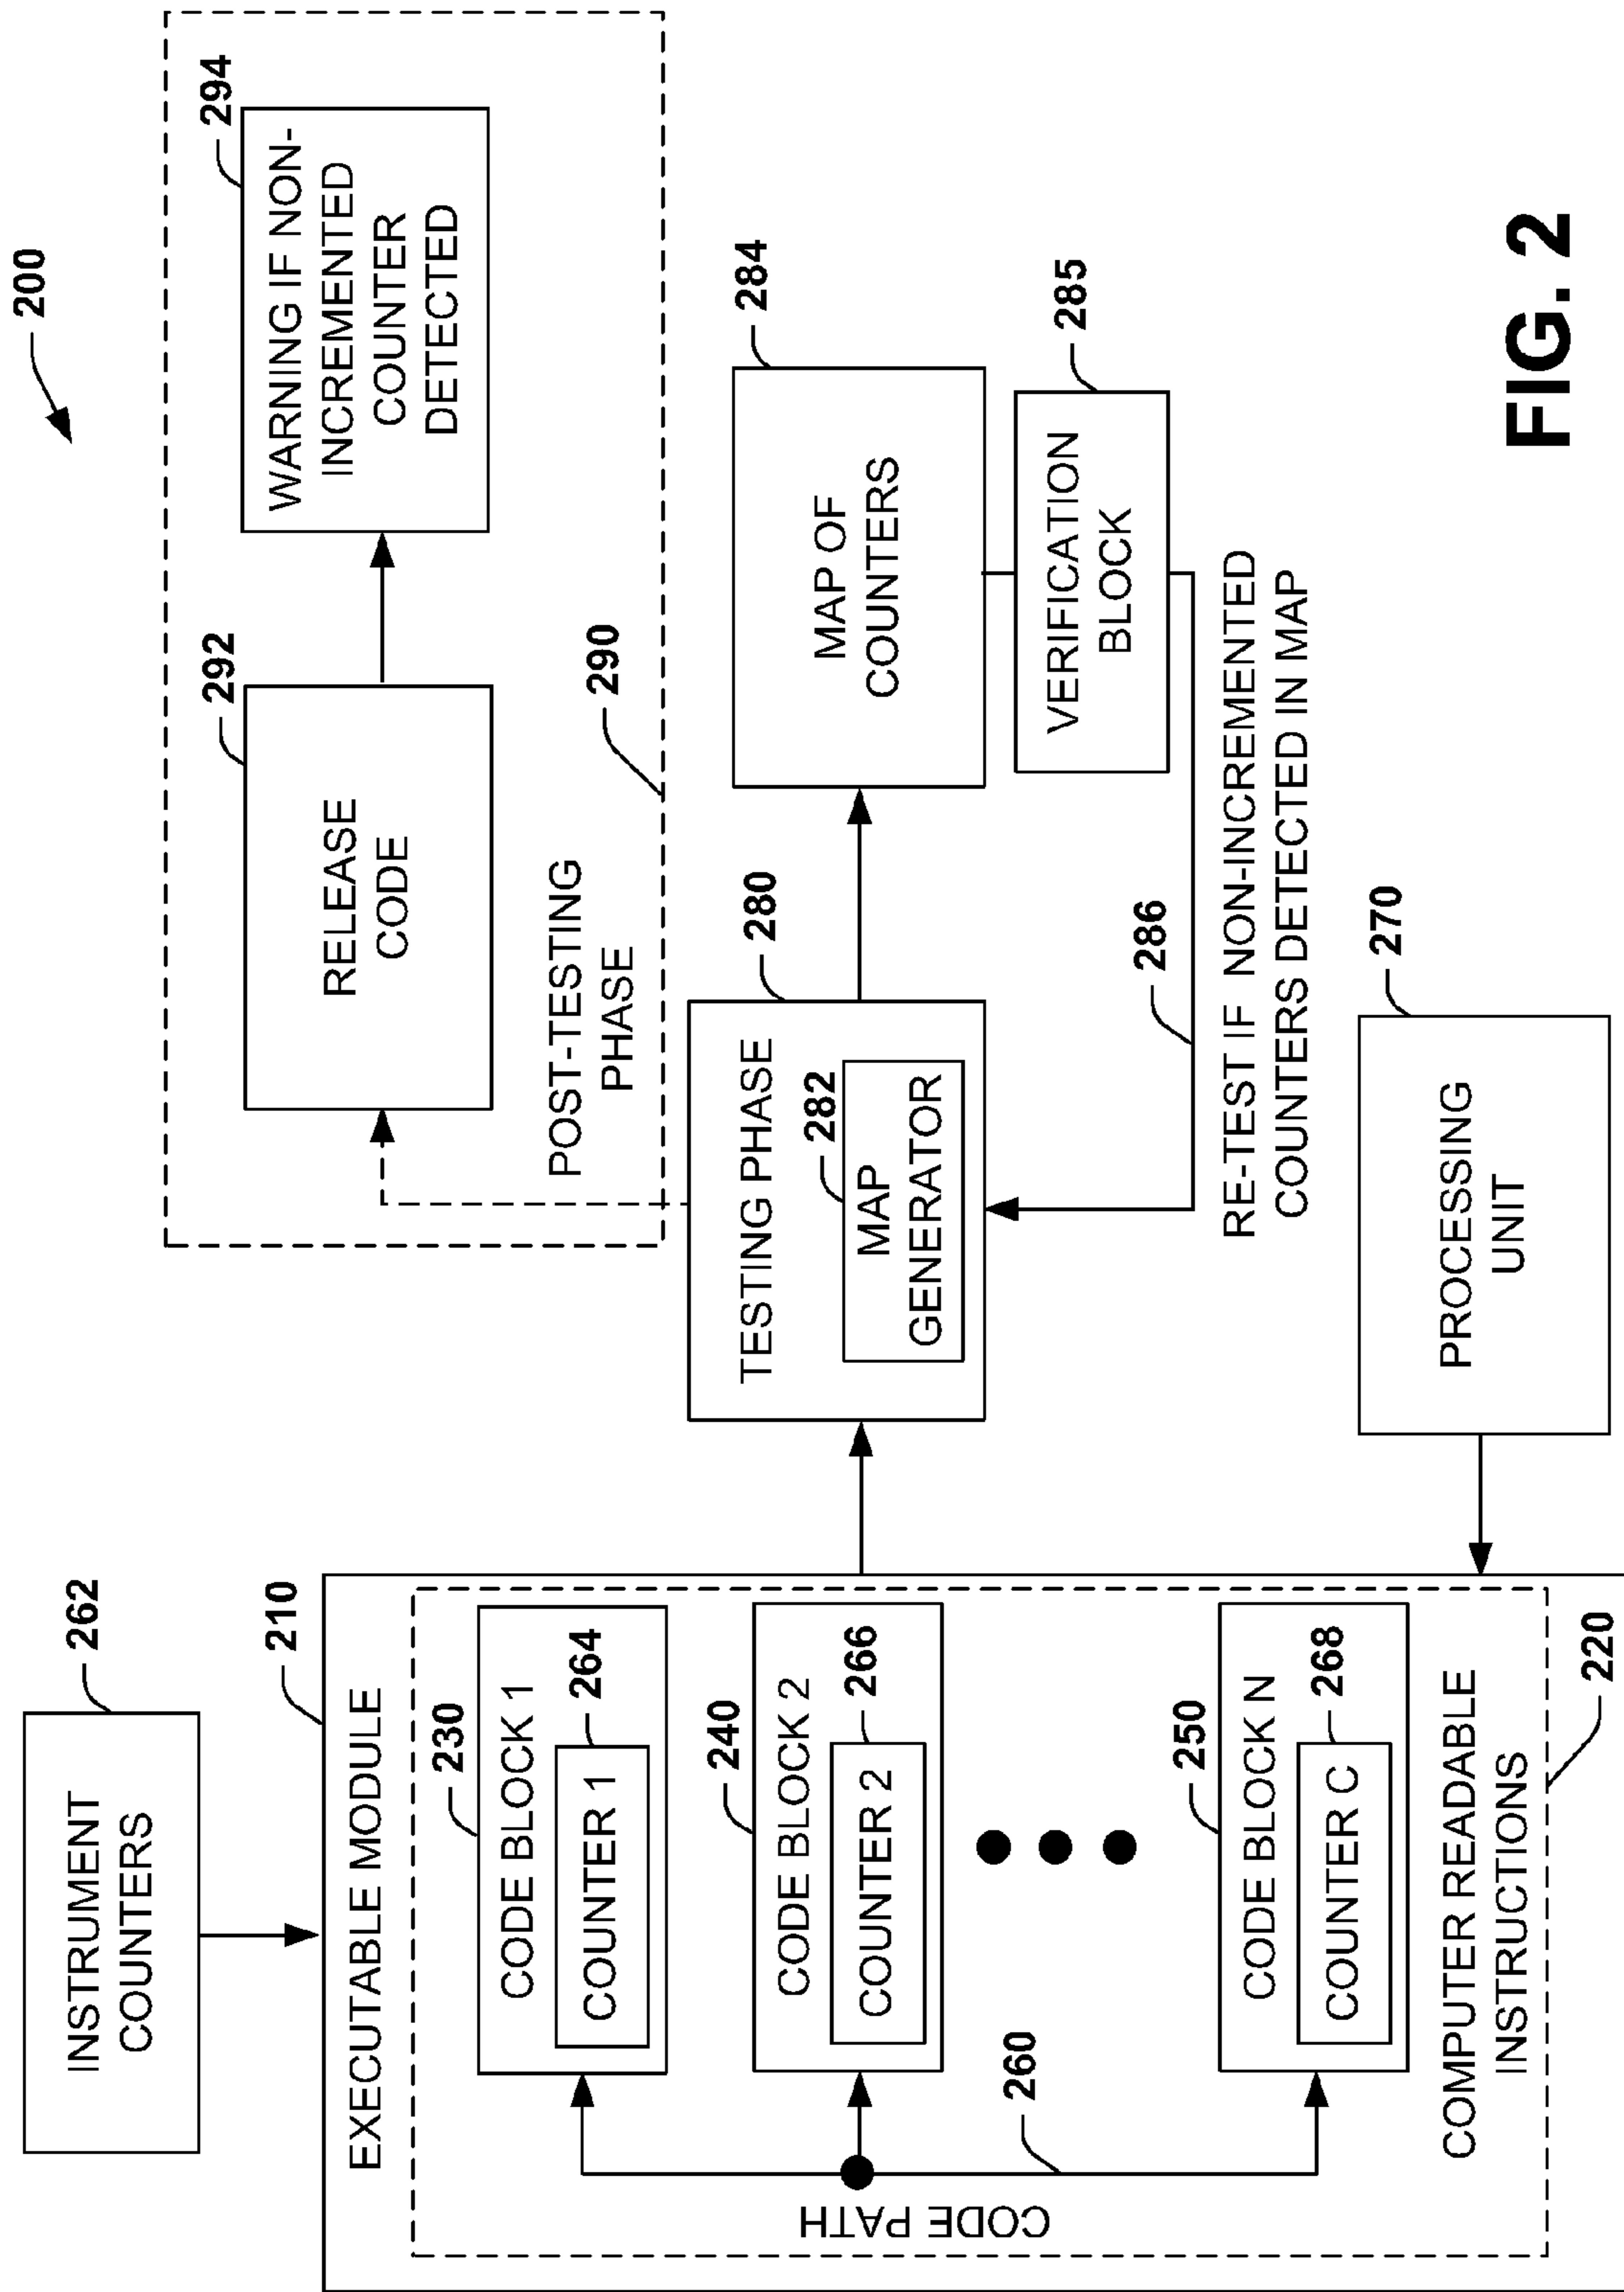 200
INSTRUMENT
COUNTERS
262
210
EXECUTABLE MODULE
230
CODE BLOCK 1
COUNTER 1
264
240
CODE BLOCK 2
COUNTER 2
266
250
CODE BLOCK N
COUNTER C
268
CODE PATH
260
COMPUTER READABLE
INSTRUCTIONS
220
292
RELEASE
CODE
294
WARNING IF NON-
INCREMENTED
COUNTER
DETECTED
POST-TESTING
PHASE
290
280
TESTING PHASE
282
MAP
GENERATOR
284
MAP OF
COUNTERS
285
VERIFICATION
BLOCK
286
RE-TEST IF NON-INCREMENTED
COUNTERS DETECTED IN MAP
270
PROCESSING
UNIT
FIG. 2